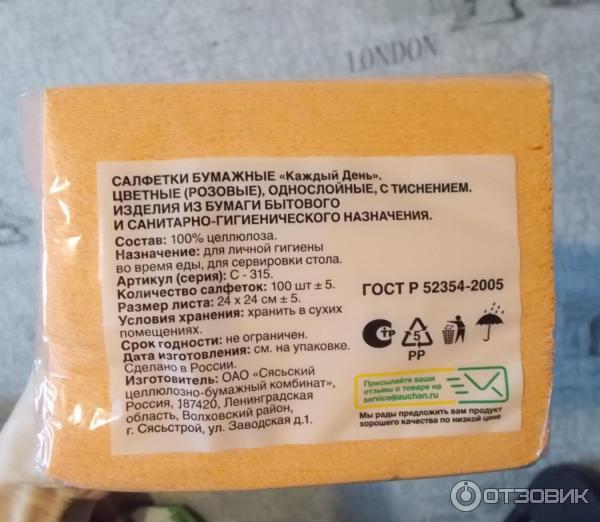 LONDON
САЛФЕТКИ БУМАЖНЫЕ «Каждый День».
ЦВЕТНЫЕ (РОЗОВЫЕ), ОДНОСЛОЙНЫЕ, С ТИСНЕНИЕМ.
ИЗДЕЛИЯ ИЗ БУМАГИ БЫТОВОГО
И САНИТАРНО-ГИГИЕНИЧЕСКОГО НАЗНАЧЕНИЯ.
Состав: 100% целлюлоза.
Назначение: для личной гигиены
во время еды, для сервировки стола.
Артикул (серия): С - 315.
Количество салфеток: 100 шт ± 5.
Размер листа: 24 x 24 см ± 5.
Условия хранения: хранить в сухих
помещениях.
Срок годности: не ограничен.
Дата изготовления: см. на упаковке.
Сделано в России.
Изготовитель: ОАО «Сясьский
целлюлозно-бумажный комбинат»,
Россия, 187420, Ленинградская
область, Волховский район,
г. Сясьстрой, ул. Заводская д.1.
ГОСТ Р 52354-2005
5
PP
Присылайте ваши
отзывы о товаре на
service@auchan.ru
Мы рады предложить вам продукт
хорошего качества по низкой цене
ОТЗОВИК